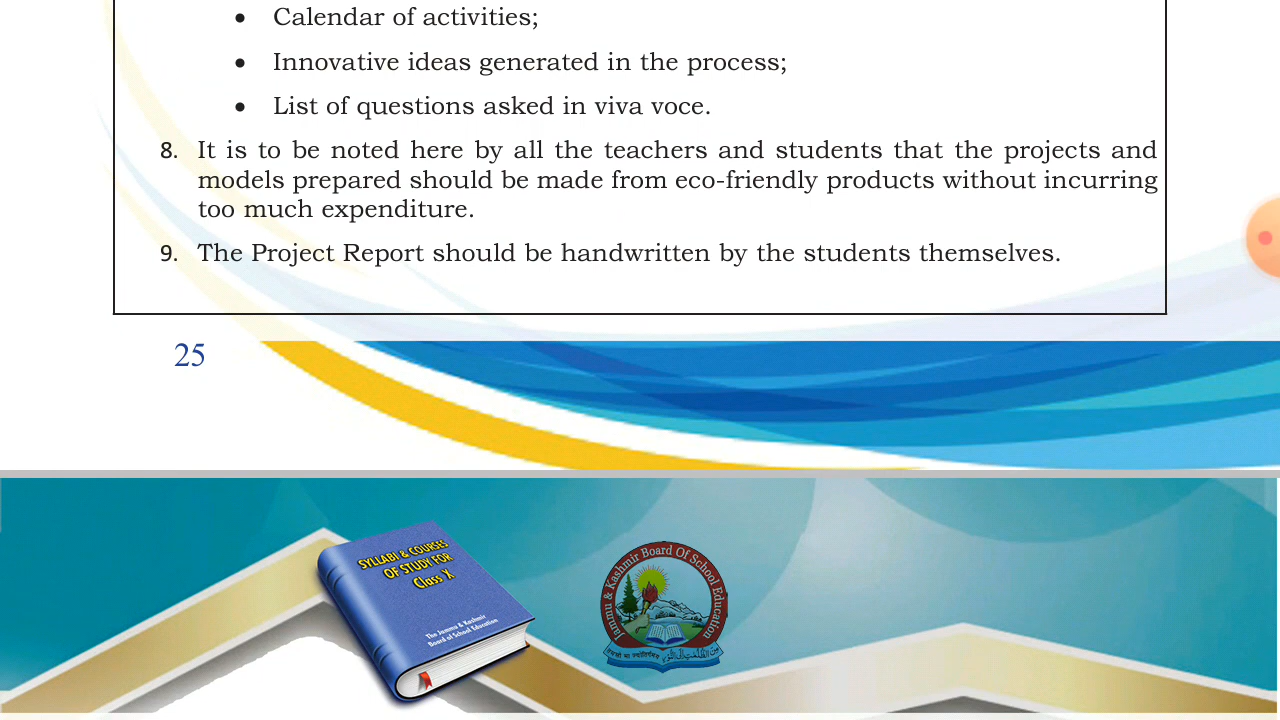 • Calendar of activities;
• Innovative ideas generated in the process;
• List of questions asked in viva voce.
8. It is to be noted here by all the teachers and students that the projects and
models prepared should be made from eco-friendly products without incurring
too much expenditure.
9. The Project Report should be handwritten by the students themselves.
25
SYLLABI & COURSES
OF STUDY FOR
Class X
The Jammu & Kashmir
Board of School Education
Jammu & Kashmir Board Of School Education